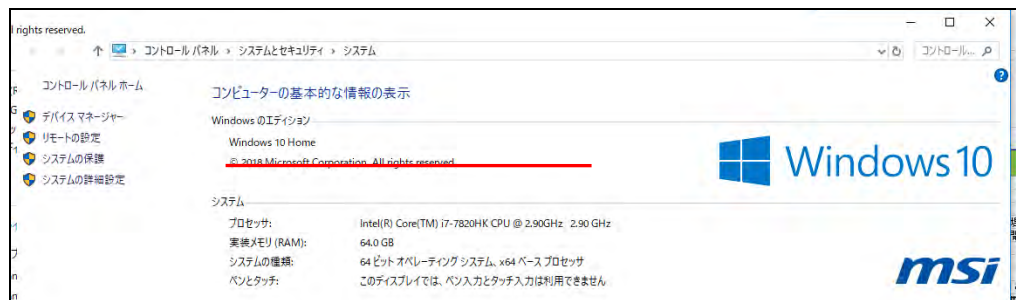 l rights reserved.
コントロール パネル › システムとセキュリティ › システム
コントロール...
コントロール パネル ホーム
デバイス マネージャー
リモートの設定
システムの保護
システムの詳細設定
コンピューターの基本的な情報の表示
Windows のエディション
Windows 10 Home
© 2018 Microsoft Corporation. All rights reserved.
Windows 10
システム
プロセッサ: Intel(R) Core(TM) i7-7820HK CPU @ 2.90GHz 2.90 GHz
実装メモリ (RAM): 64.0 GB
システムの種類: 64 ビット オペレーティング システム、x64 ベース プロセッサ
ペンとタッチ: このディスプレイでは、ペン入力とタッチ入力は利用できません
msi